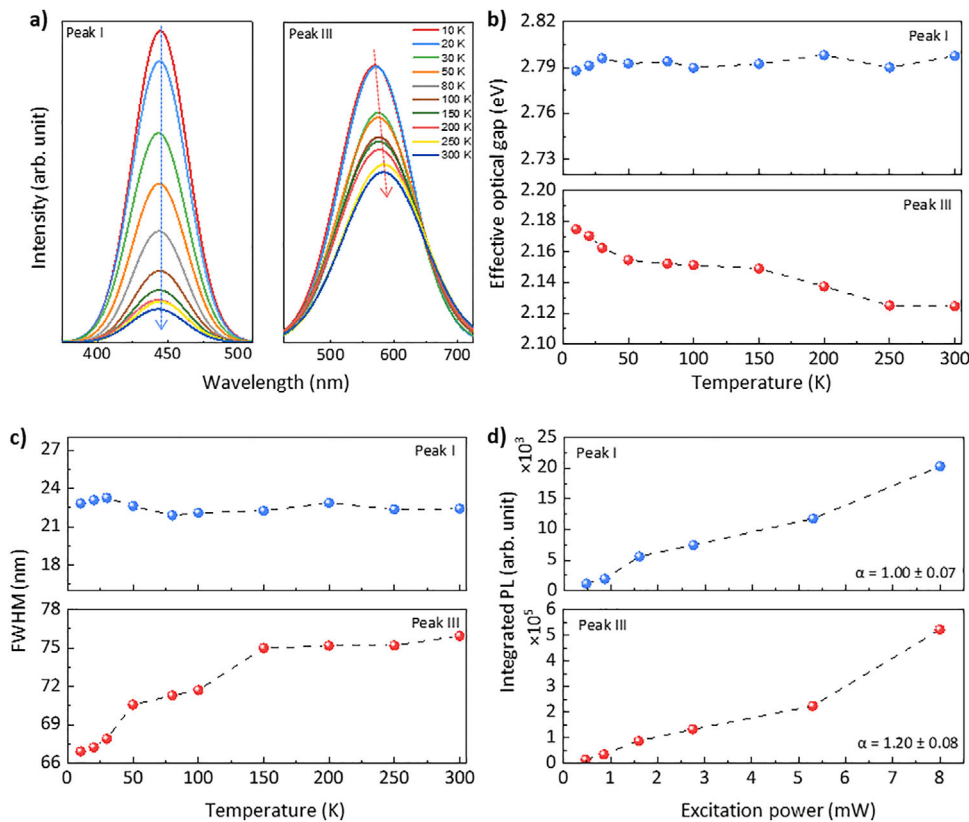 a)
Peak I
Peak III
10 K
20 K
30 K
50 K
80 K
100 K
150 K
200 K
250 K
300 K
Intensity (arb. unit)
400 450 500
500 600 700
Wavelength (nm)
b)
Peak I
2.82
2.79
2.76
2.73
Effective optical gap (eV)
Peak III
2.20
2.18
2.16
2.14
2.12
2.10
0 50 100 150 200 250 300
Temperature (K)
c)
Peak I
27
24
21
18
FWHM (nm)
Peak III
78
75
72
69
66
0 50 100 150 200 250 300
Temperature (K)
d)
×10³
Peak I
25
20
15
10
5
0
α = 1.00 ± 0.07
Integrated PL (arb. unit)
×10⁵
Peak III
6
5
4
3
2
1
0
α = 1.20 ± 0.08
0 1 2 3 4 5 6 7 8
Excitation power (mW)